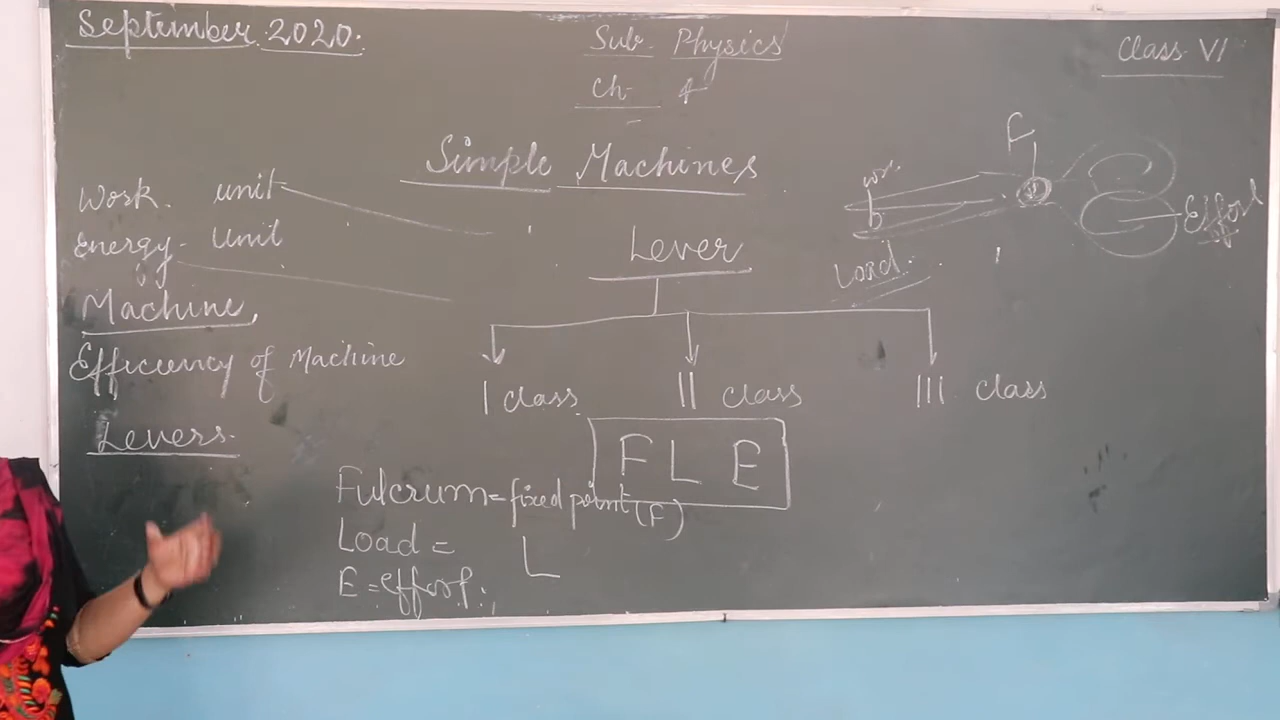 September 2020.
Sub. Physics
Class VI
Ch 4
Simple Machines
Work. unit
Energy - Unit
Machine,
Efficiency of Machine
Levers.
Lever
I class
II class
III class
F L E
Fulcrum = fixed point (F)
Load = L
E = effort.
F
Effort
Load.